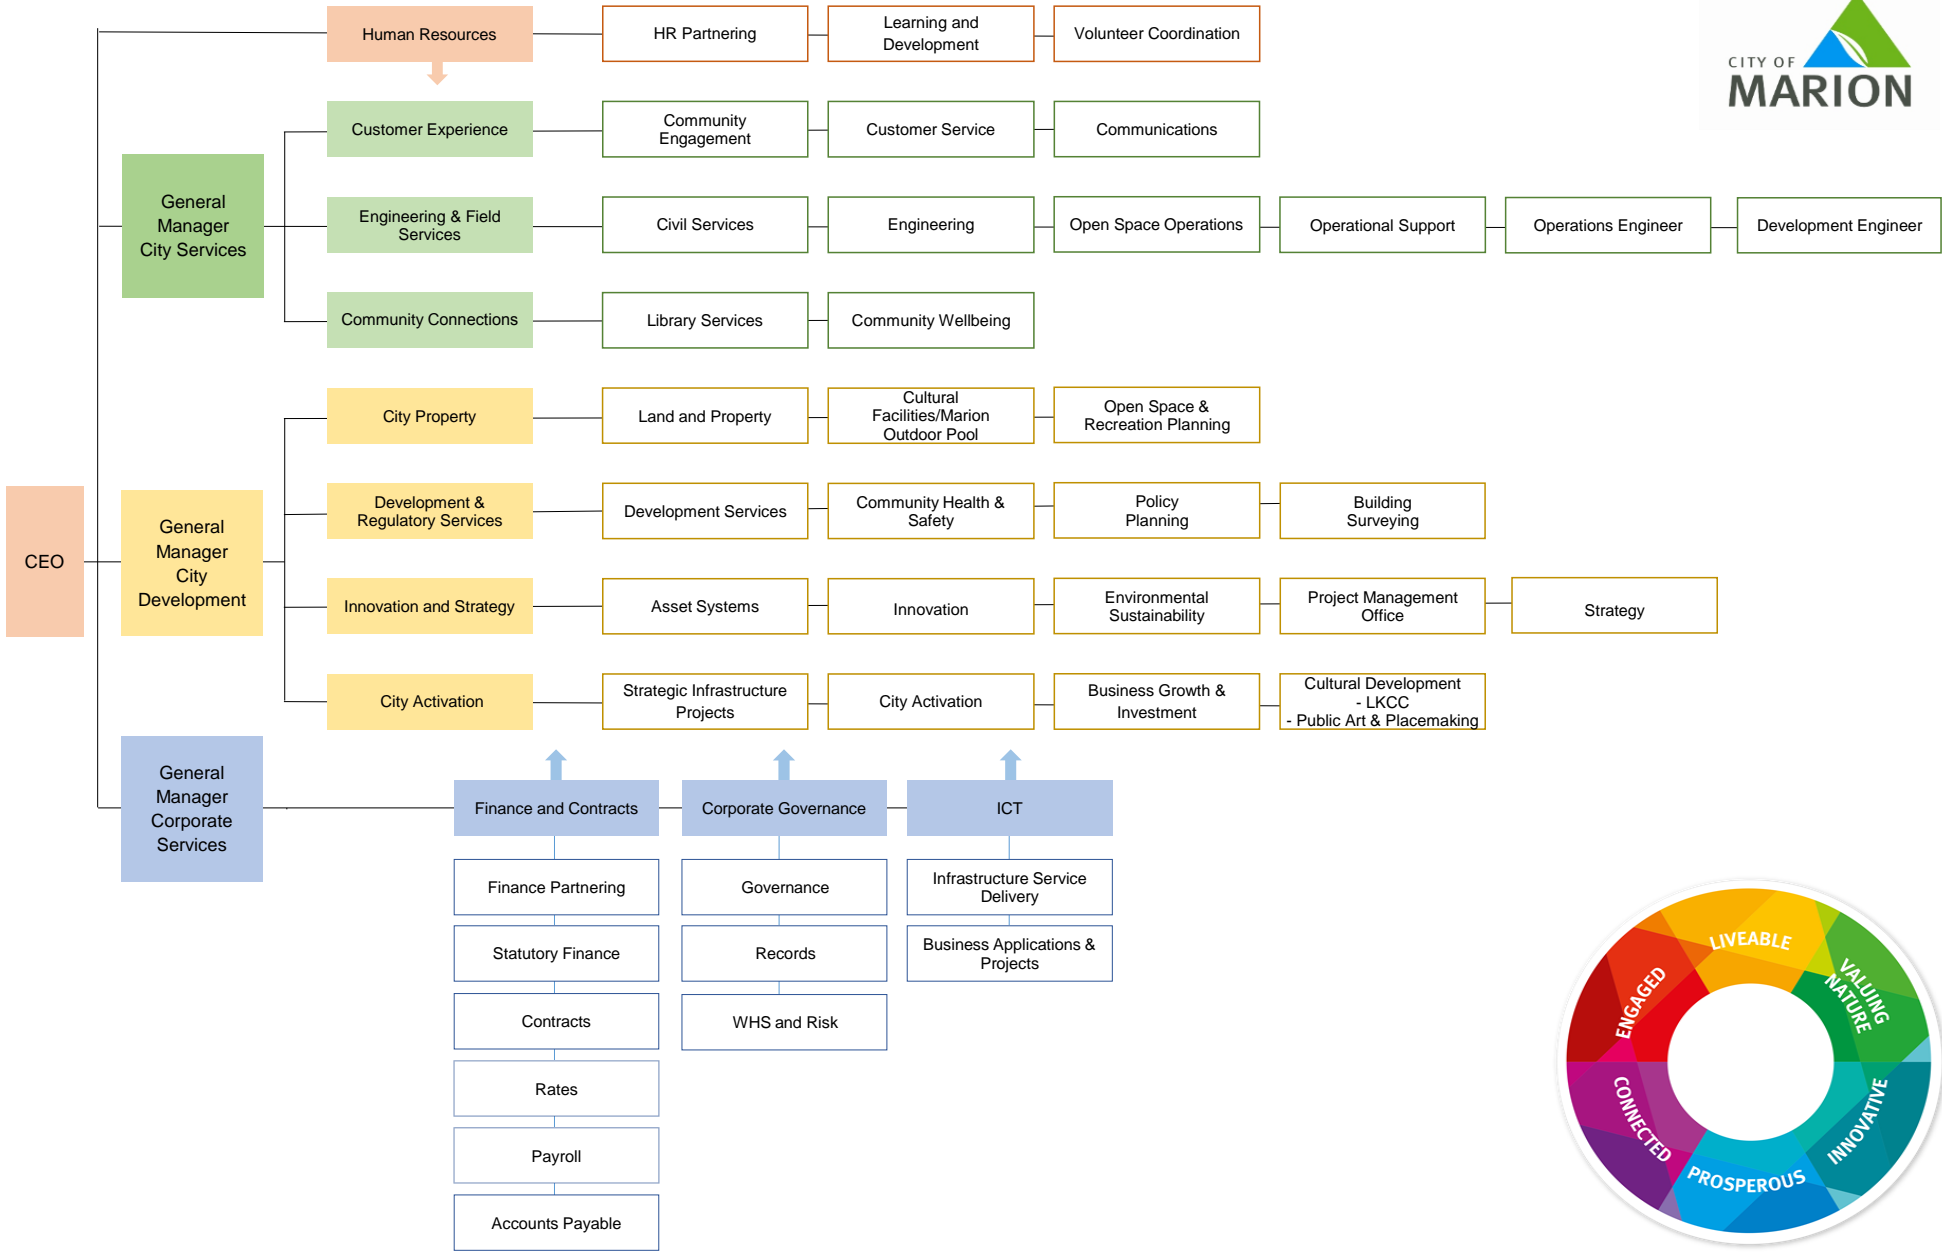 Human Resources
HR Partnering
Learning and
Development
Volunteer Coordination
CITY OF
MARION
Customer Experience
Community
Engagement
Customer Service
Communications
General
Manager
City Services
Engineering & Field
Services
Civil Services
Engineering
Open Space Operations
Operational Support
Operations Engineer
Development Engineer
Community Connections
Library Services
Community Wellbeing
City Property
Land and Property
Cultural
Facilities/Marion
Outdoor Pool
Open Space &
Recreation Planning
CEO
General
Manager
City
Development
Development &
Regulatory Services
Development Services
Community Health &
Safety
Policy
Planning
Building
Surveying
Innovation and Strategy
Asset Systems
Innovation
Environmental
Sustainability
Project Management
Office
Strategy
City Activation
Strategic Infrastructure
Projects
City Activation
Business Growth &
Investment
Cultural Development
- LKCC
- Public Art & Placemaking
General
Manager
Corporate
Services
Finance and Contracts
Corporate Governance
ICT
Finance Partnering
Governance
Infrastructure Service
Delivery
Statutory Finance
Records
Business Applications &
Projects
Contracts
WHS and Risk
Rates
Payroll
Accounts Payable
LIVEABLE
VALUING
NATURE
INNOVATIVE
PROSPEROUS
CONNECTED
ENGAGED